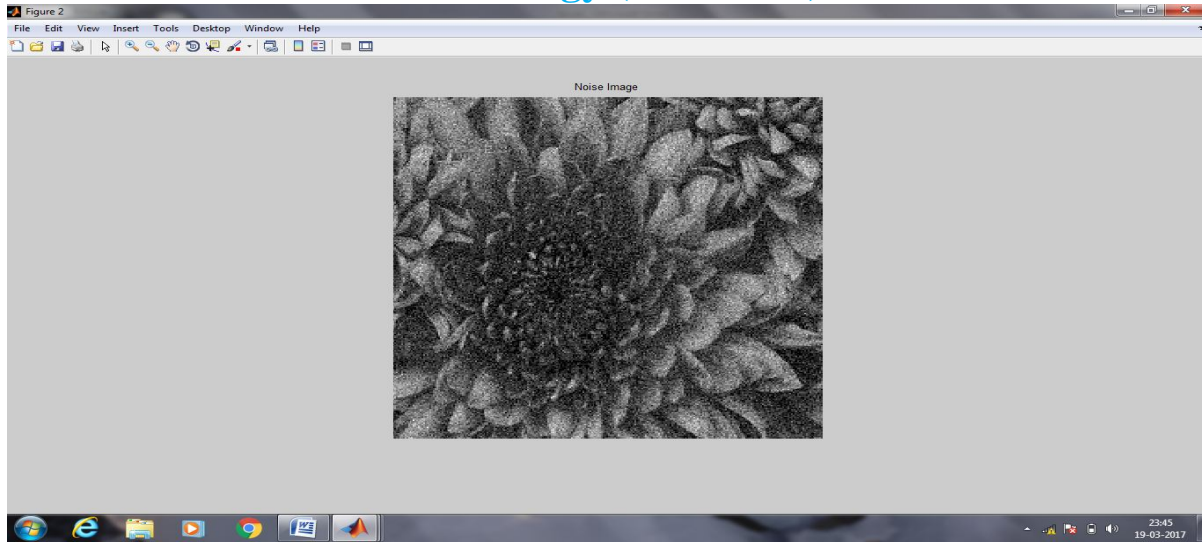 Figure 2
File Edit View Insert Tools Desktop Window Help
Noise Image
23:45
19-03-2017